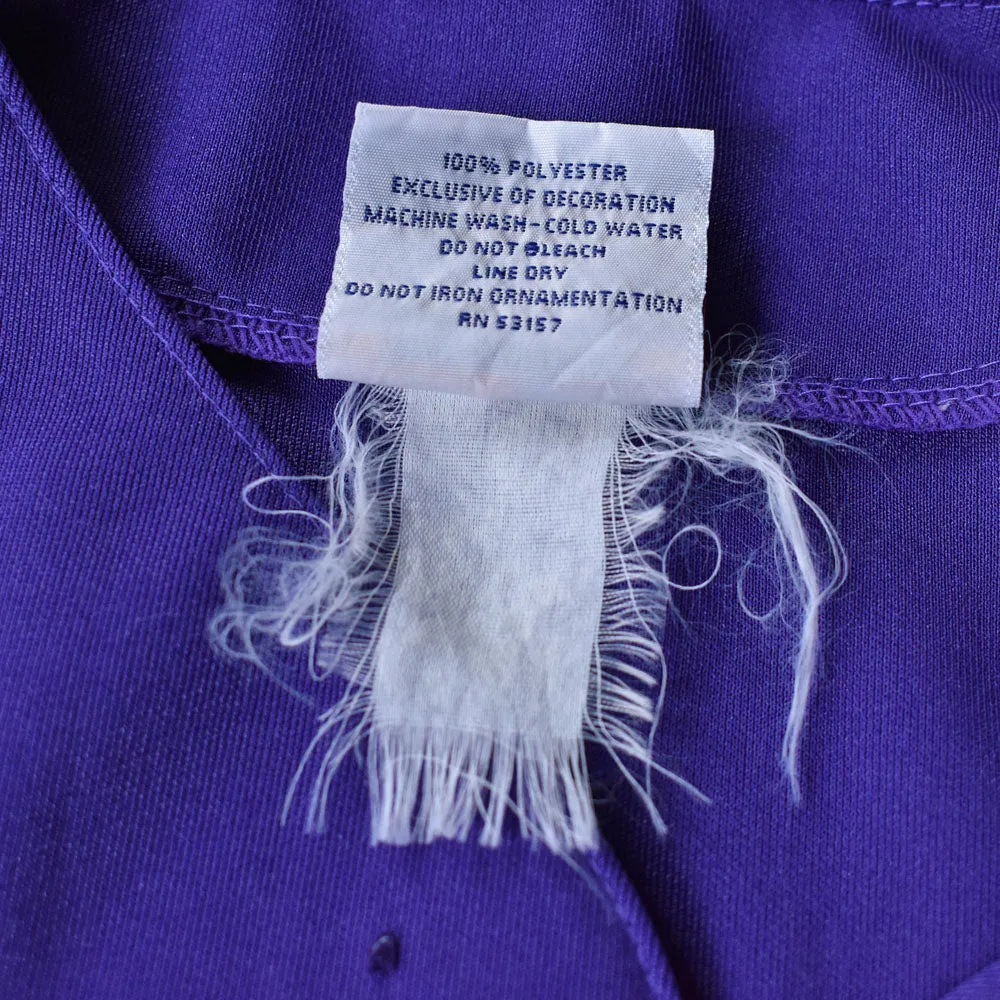 100% POLYESTER
EXCLUSIVE OF DECORATION
MACHINE WASH-COLD WATER
DO NOT BLEACH
LINE DRY
DO NOT IRON ORNAMENTATION
RN 53157